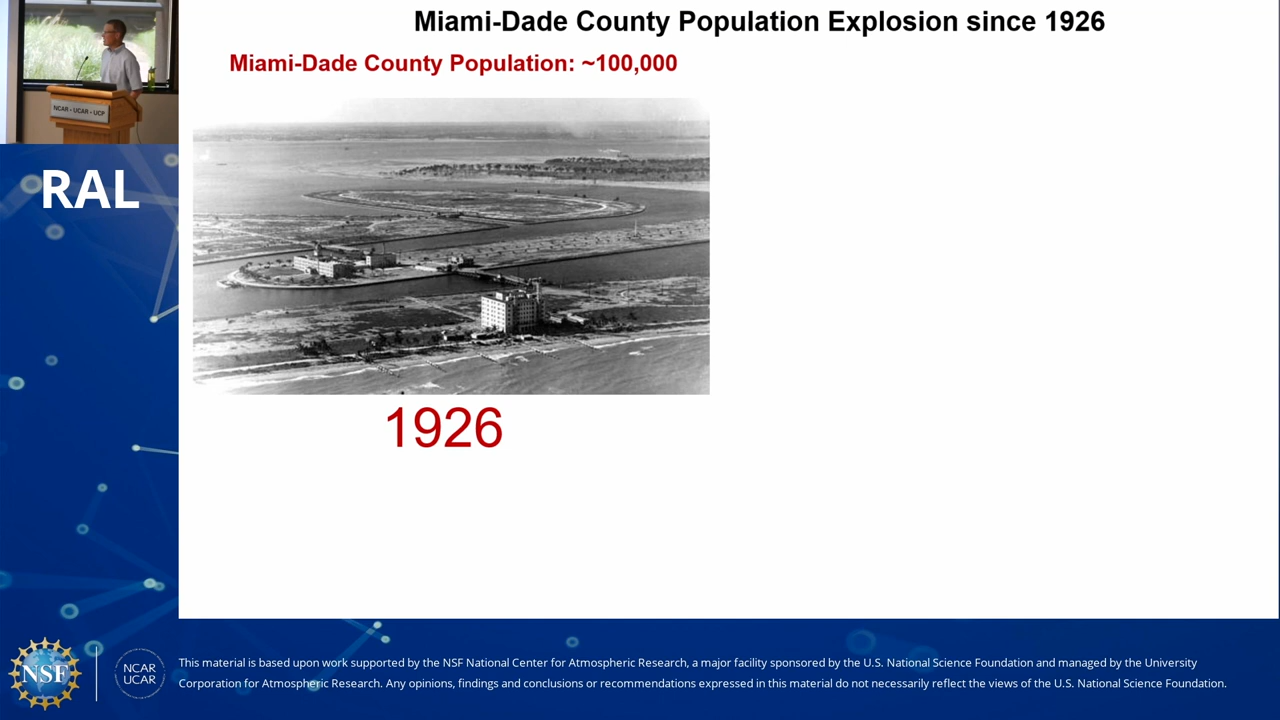 Miami-Dade County Population Explosion since 1926
Miami-Dade County Population: ~100,000
NCAR • UCAR • UCP
RAL
1926
NSF
NCAR
UCAR
This material is based upon work supported by the NSF National Center for Atmospheric Research, a major facility sponsored by the U.S. National Science Foundation and managed by the University
Corporation for Atmospheric Research. Any opinions, findings and conclusions or recommendations expressed in this material do not necessarily reflect the views of the U.S. National Science Foundation.